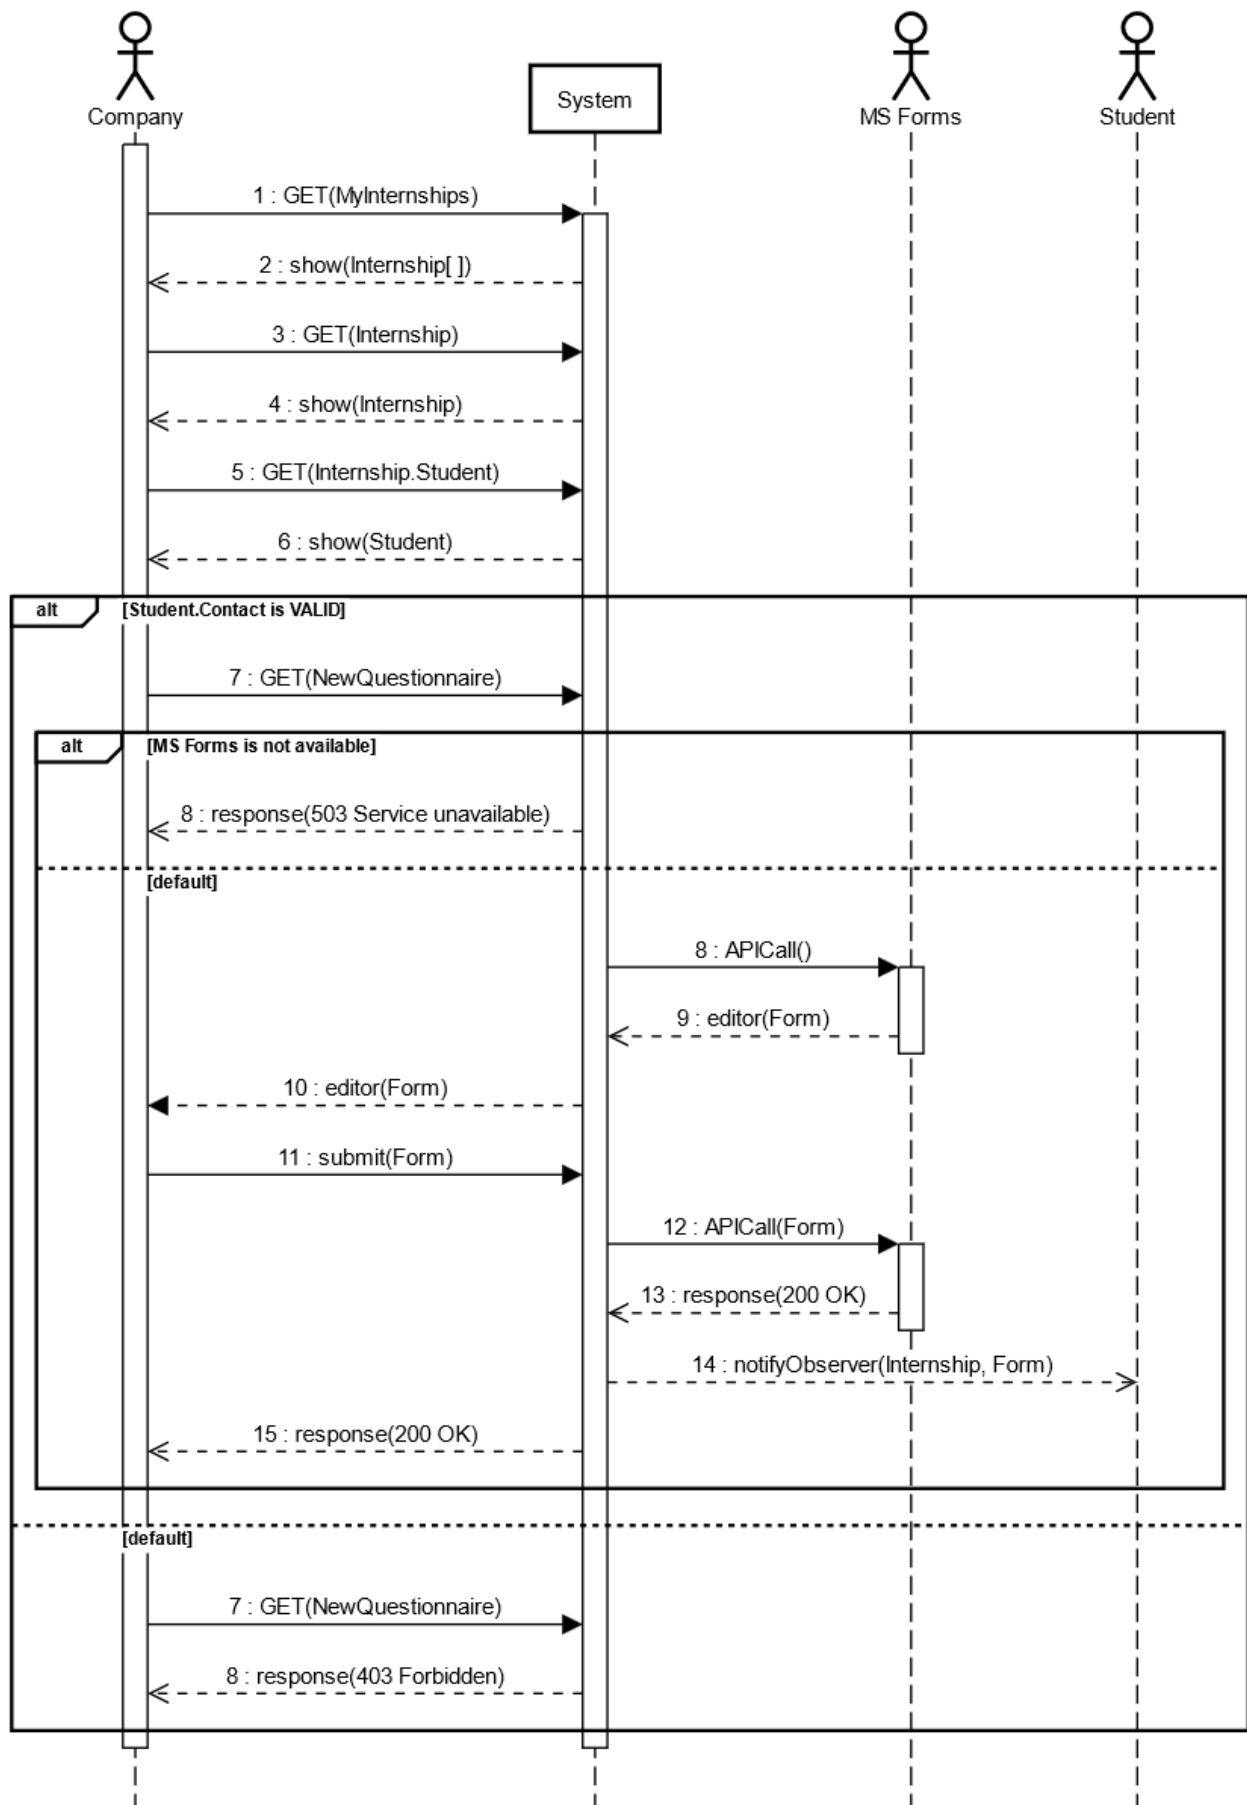 Company
System
MS Forms
Student
1 : GET(MyInternships)
2 : show(Internship[ ])
3 : GET(Internship)
4 : show(Internship)
5 : GET(Internship.Student)
6 : show(Student)
alt [Student.Contact is VALID]
7 : GET(NewQuestionnaire)
alt [MS Forms is not available]
8 : response(503 Service unavailable)
[default]
8 : APICall()
9 : editor(Form)
10 : editor(Form)
11 : submit(Form)
12 : APICall(Form)
13 : response(200 OK)
14 : notifyObserver(Internship, Form)
15 : response(200 OK)
[default]
7 : GET(NewQuestionnaire)
8 : response(403 Forbidden)